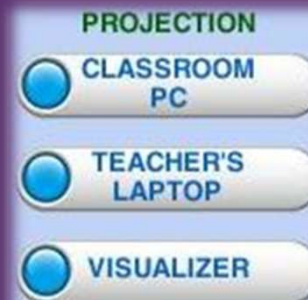 PROJECTION
CLASSROOM
PC
TEACHER'S
LAPTOP
VISUALIZER